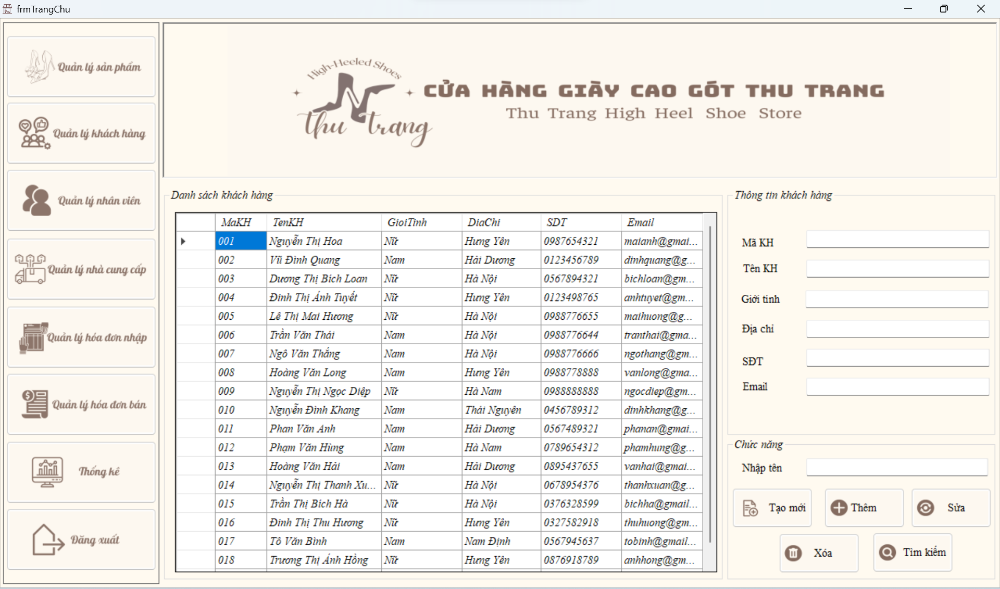 frmTrangChu
Quản lý sản phẩm
Quản lý khách hàng
Quản lý nhân viên
Quản lý nhà cung cấp
Quản lý hóa đơn nhập
Quản lý hóa đơn bán
Thống kê
Đăng xuất
High-Heeled Shoes
Thu Trang
CỬA HÀNG GIÀY CAO GÓT THU TRANG
Thu Trang High Heel Shoe Store
Danh sách khách hàng
MaKH TenKH GioiTinh DiaChi SDT Email
001 Nguyễn Thị Hoa Nữ Hưng Yên 0987654321 maianh@gmai...
002 Vũ Đình Quang Nam Hải Dương 0123456789 dinhquang@g...
003 Dương Thị Bích Loan Nữ Hà Nội 0567894321 bichloan@gm...
004 Đinh Thị Ánh Tuyết Nữ Hưng Yên 0123498765 anhtuyet@gm...
005 Lê Thị Mai Hương Nữ Hà Nội 0988776655 maihuong@g...
006 Trần Văn Thái Nam Hà Nội 0988776644 tranthai@gma...
007 Ngô Văn Thắng Nam Hà Nội 0988776666 ngothang@gm...
008 Hoàng Văn Long Nam Hưng Yên 0988778888 vanlong@gma...
009 Nguyễn Thị Ngọc Diệp Nữ Hà Nam 0988888888 ngocdiep@gm...
010 Nguyễn Đình Khang Nam Thái Nguyên 0456789312 dinhkhang@g...
011 Phan Văn Anh Nam Hải Dương 0567489321 phanan@gmai...
012 Phạm Văn Hùng Nam Hà Nam 0789654312 phamhung@g...
013 Hoàng Văn Hải Nam Hải Dương 0895437655 vanhai@gmai...
014 Nguyễn Thị Thanh Xu... Nữ Hà Nội 0678954376 thanhxuan@g...
015 Trần Thị Bích Hà Nữ Hà Nội 0376328599 bichha@gmail...
016 Đinh Thị Thu Hương Nữ Hưng Yên 0327582918 thuhuong@gm...
017 Tô Văn Bình Nam Nam Định 0567945637 tobinh@gmail...
018 Trương Thị Ánh Hồng Nữ Hưng Yên 0876918789 anhhong@gm...
Thông tin khách hàng
Mã KH
Tên KH
Giới tính
Địa chỉ
SĐT
Email
Chức năng
Nhập tên
Tạo mới
Thêm
Sửa
Xóa
Tìm kiếm